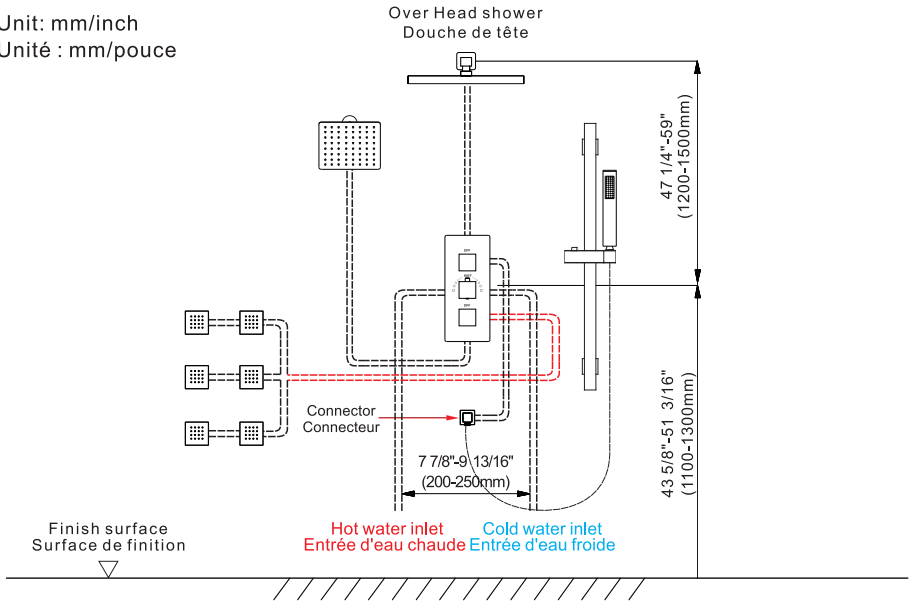 Unit: mm/inch
Unité : mm/pouce
Over Head shower
Douche de tête
47 1/4"-59"
(1200-1500mm)
OFF
OFF
43 5/8"-51 3/16"
(1100-1300mm)
Connector
Connecteur
7 7/8"-9 13/16"
(200-250mm)
Hot water inlet
Entrée d'eau chaude
Cold water inlet
Entrée d'eau froide
Finish surface
Surface de finition